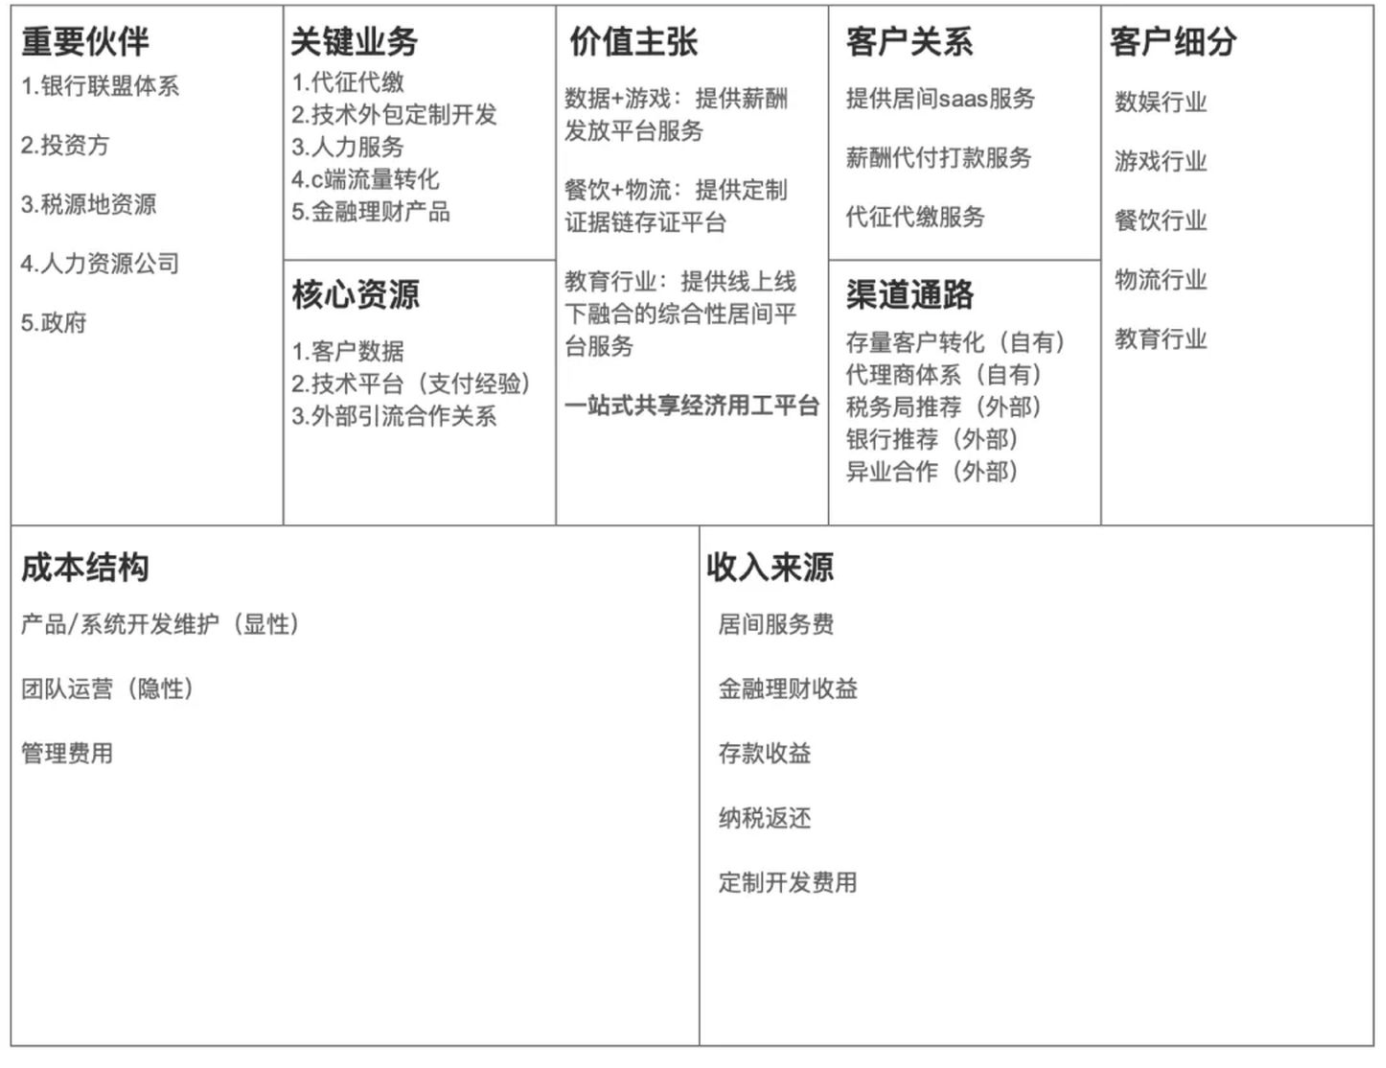 重要伙伴
1.银行联盟体系
2.投资方
3.税源地资源
4.人力资源公司
5.政府
关键业务
1.代征代缴
2.技术外包定制开发
3.人力服务
4.c端流量转化
5.金融理财产品
核心资源
1.客户数据
2.技术平台（支付经验）
3.外部引流合作关系
价值主张
数据+游戏：提供薪酬
发放平台服务
餐饮+物流：提供定制
证据链存证平台
教育行业：提供线上线
下融合的综合性居间平
台服务
一站式共享经济用工平台
客户关系
提供居间saas服务
薪酬代付打款服务
代征代缴服务
渠道通路
存量客户转化（自有）
代理商体系（自有）
税务局推荐（外部）
银行推荐（外部）
异业合作（外部）
客户细分
数娱行业
游戏行业
餐饮行业
物流行业
教育行业
成本结构
产品/系统开发维护（显性）
团队运营（隐性）
管理费用
收入来源
居间服务费
金融理财收益
存款收益
纳税返还
定制开发费用